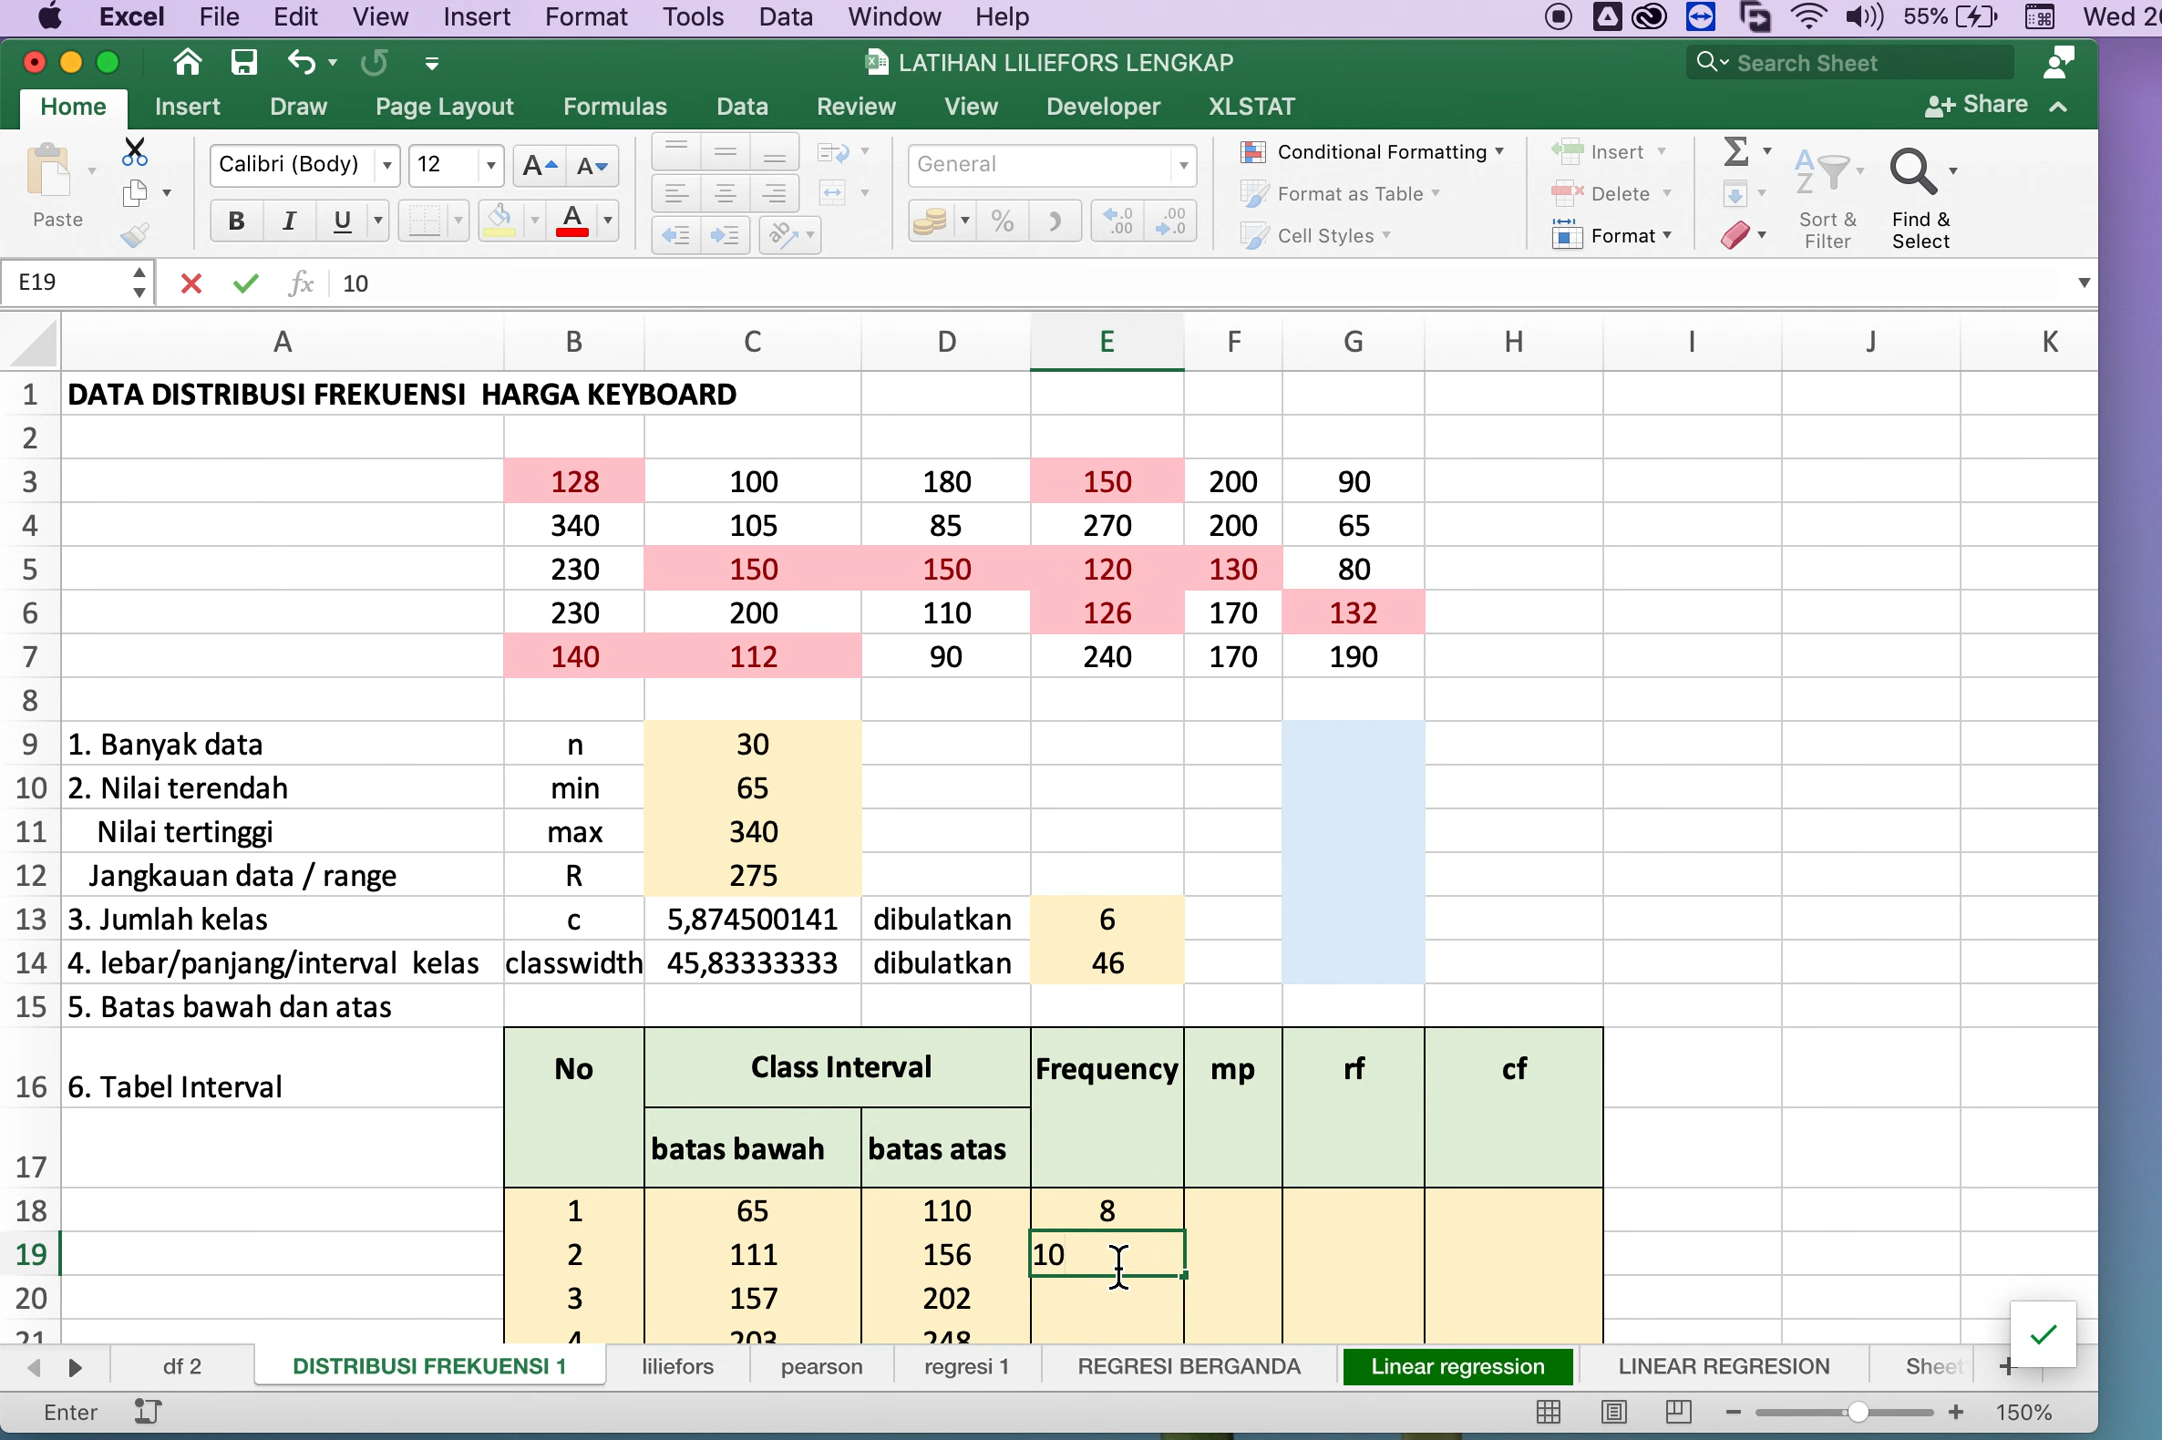 Excel File Edit View Insert Format Tools Data Window Help 55% Wed
LATIHAN LILIEFORS LENGKAP Search Sheet
Home Insert Draw Page Layout Formulas Data Review View Developer XLSTAT Share
Paste Calibri (Body) 12 General Conditional Formatting Format as Table Cell Styles Insert Delete Format Sort & Filter Find & Select
E19 fx 10
A B C D E F G H I J K
1 DATA DISTRIBUSI FREKUENSI HARGA KEYBOARD
2
3 128 100 180 150 200 90
4 340 105 85 270 200 65
5 230 150 150 120 130 80
6 230 200 110 126 170 132
7 140 112 90 240 170 190
8
9 1. Banyak data n 30
10 2. Nilai terendah min 65
11 Nilai tertinggi max 340
12 Jangkauan data / range R 275
13 3. Jumlah kelas c 5,874500141 dibulatkan 6
14 4. lebar/panjang/interval kelas classwidth 45,83333333 dibulatkan 46
15 5. Batas bawah dan atas
16 6. Tabel Interval No Class Interval Frequency mp rf cf
17 batas bawah batas atas
18 1 65 110 8
19 2 111 156 10
20 3 157 202
21 4 203 248
df 2 DISTRIBUSI FREKUENSI 1 liliefors pearson regresi 1 REGRESI BERGANDA Linear regression LINEAR REGRESION Sheet
Enter 150%